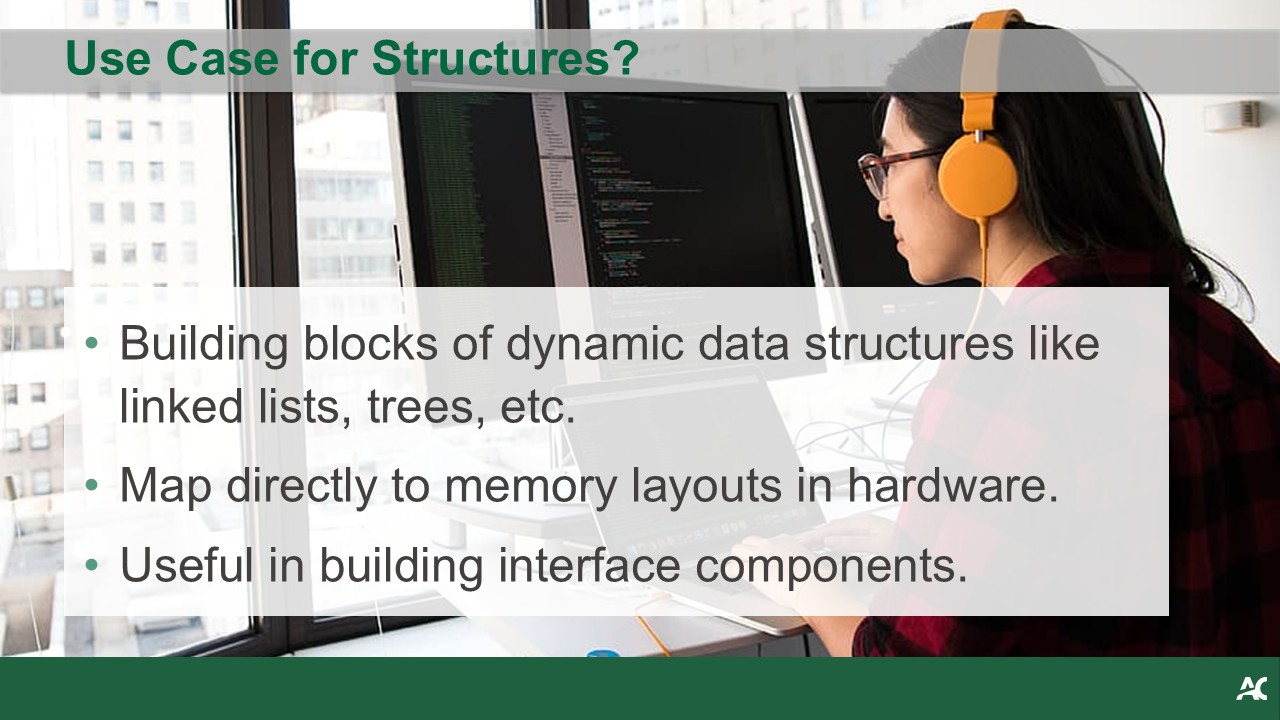 Use Case for Structures?
• Building blocks of dynamic data structures like
linked lists, trees, etc.
• Map directly to memory layouts in hardware.
• Useful in building interface components.
AC